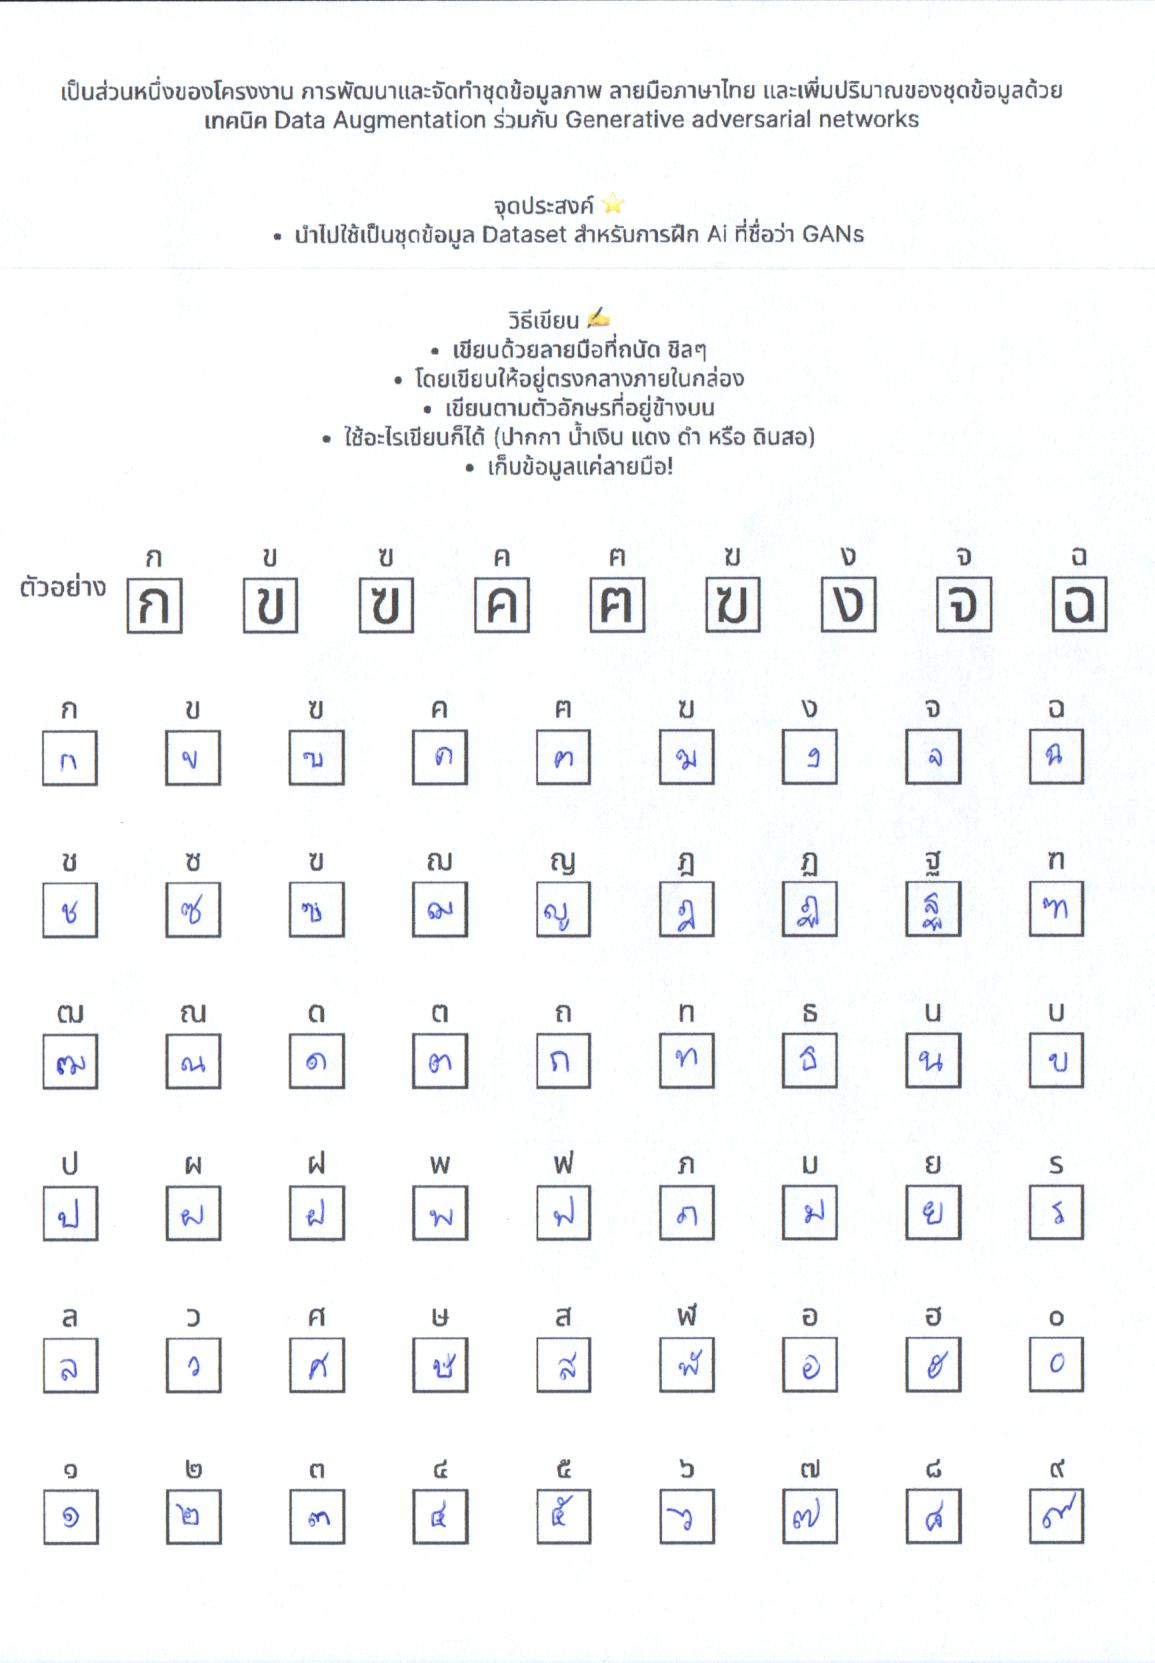 เป็นส่วนหนึ่งของโครงงาน การพัฒนาและจัดทำชุดข้อมูลภาพ ลายมือภาษาไทย และเพิ่มปริมาณของชุดข้อมูลด้วย
เทคนิค Data Augmentation ร่วมกับ Generative adversarial networks
จุดประสงค์ ⭐
• นำไปใช้เป็นชุดข้อมูล Dataset สำหรับการฝึก Ai ที่ชื่อว่า GANs
วิธีเขียน ✍️
• เขียนด้วยลายมือที่ถนัด ชิลๆ
• โดยเขียนให้อยู่ตรงกลางภายในกล่อง
• เขียนตามตัวอักษรที่อยู่ข้างบน
• ใช้อะไรเขียนก็ได้ (ปากกา น้ำเงิน แดง ดำ หรือ ดินสอ)
• เก็บข้อมูลแค่ลายมือ!
ก ข ฃ ค ฅ ฆ ง จ ฉ
ตัวอย่าง ก ข ฃ ค ฅ ฆ ง จ ฉ
ก ข ฃ ค ฅ ฆ ง จ ฉ
ก ข ฃ ค ฅ ฆ ง จ ฉ
ช ซ ฃ ฌ ญ ฎ ฏ ฐ ฑ
ช ซ ฃ ฌ ญ ฎ ฏ ฐ ฑ
ฒ ณ ด ต ถ ท ธ น บ
ฒ ณ ด ต ถ ท ธ น บ
ป ผ ฝ พ ฟ ภ ม ย ร
ป ผ ฝ พ ฟ ภ ม ย ร
ล ว ศ ษ ส ฬ อ ฮ ๐
ล ว ศ ษ ส ฬ อ ฮ ๐
๑ ๒ ๓ ๔ ๕ ๖ ๗ ๘ ๙
๑ ๒ ๓ ๔ ๕ ๖ ๗ ๘ ๙